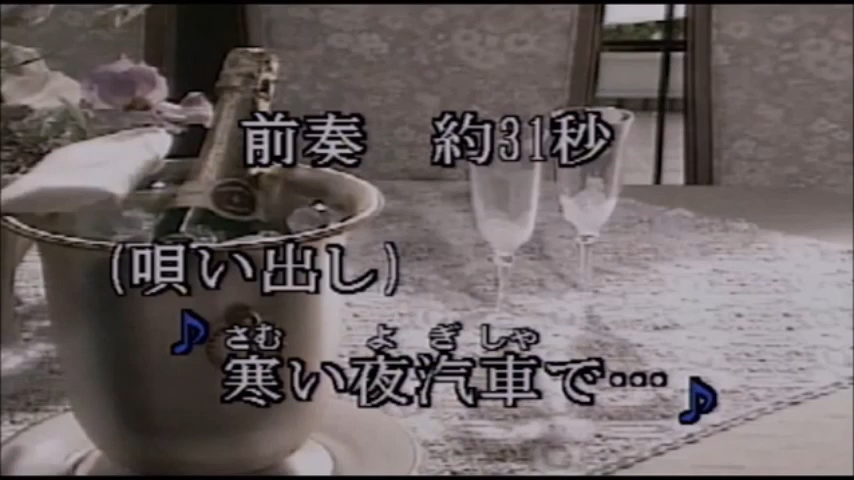 前奏　約31秒
(唄い出し)
♪ さむ よ ぎ しゃ
寒い夜汽車で… ♪